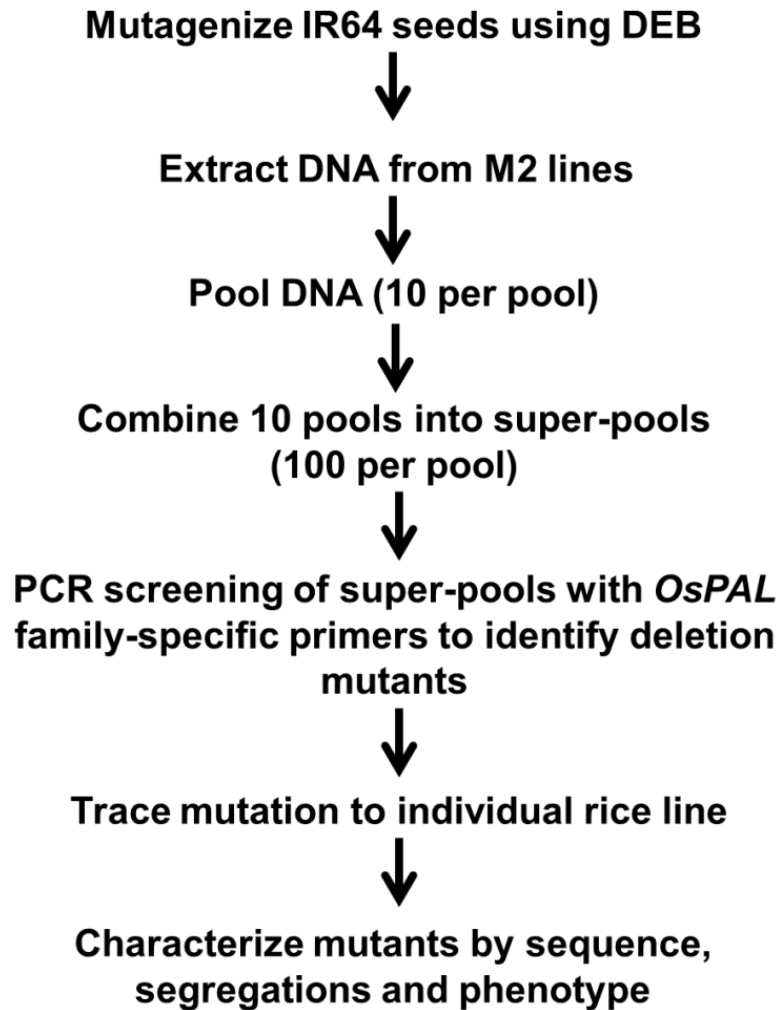 Mutagenize IR64 seeds using DEB
Extract DNA from M2 lines
Pool DNA (10 per pool)
Combine 10 pools into super-pools
(100 per pool)
PCR screening of super-pools with OsPAL
family-specific primers to identify deletion
mutants
Trace mutation to individual rice line
Characterize mutants by sequence,
segregations and phenotype